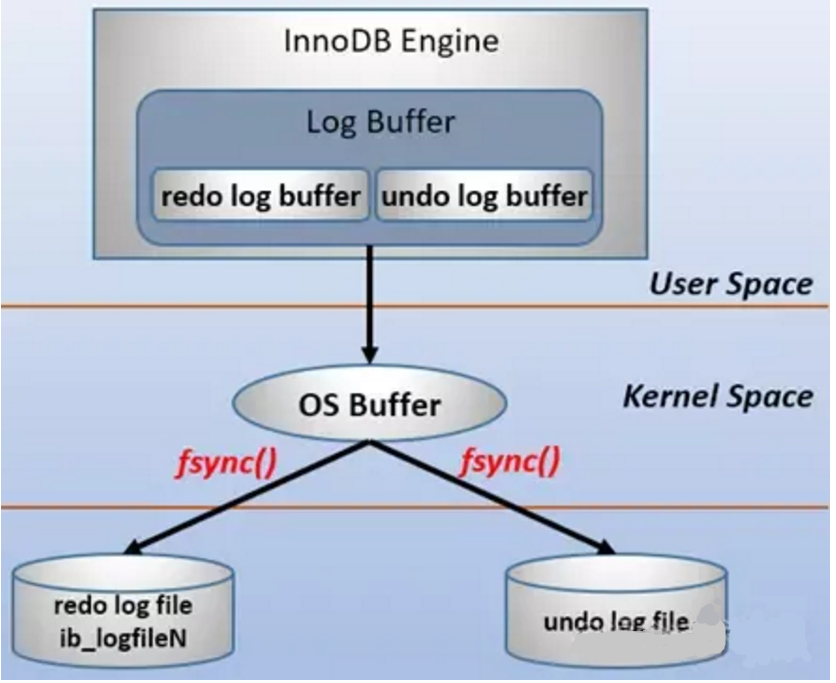 InnoDB Engine
Log Buffer
redo log buffer
undo log buffer
User Space
OS Buffer
Kernel Space
fsync()
fsync()
redo log file
ib_logfileN
undo log file